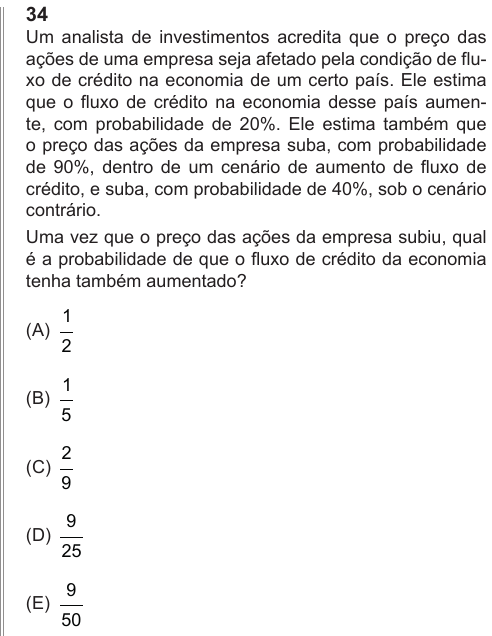 34
Um analista de investimentos acredita que o preço das
ações de uma empresa seja afetado pela condição de flu-
xo de crédito na economia de um certo país. Ele estima
que o fluxo de crédito na economia desse país aumen-
te, com probabilidade de 20%. Ele estima também que
o preço das ações da empresa suba, com probabilidade
de 90%, dentro de um cenário de aumento de fluxo de
crédito, e suba, com probabilidade de 40%, sob o cenário
contrário.
Uma vez que o preço das ações da empresa subiu, qual
é a probabilidade de que o fluxo de crédito da economia
tenha também aumentado?
(A) 1/2
(B) 1/5
(C) 2/9
(D) 9/25
(E) 9/50